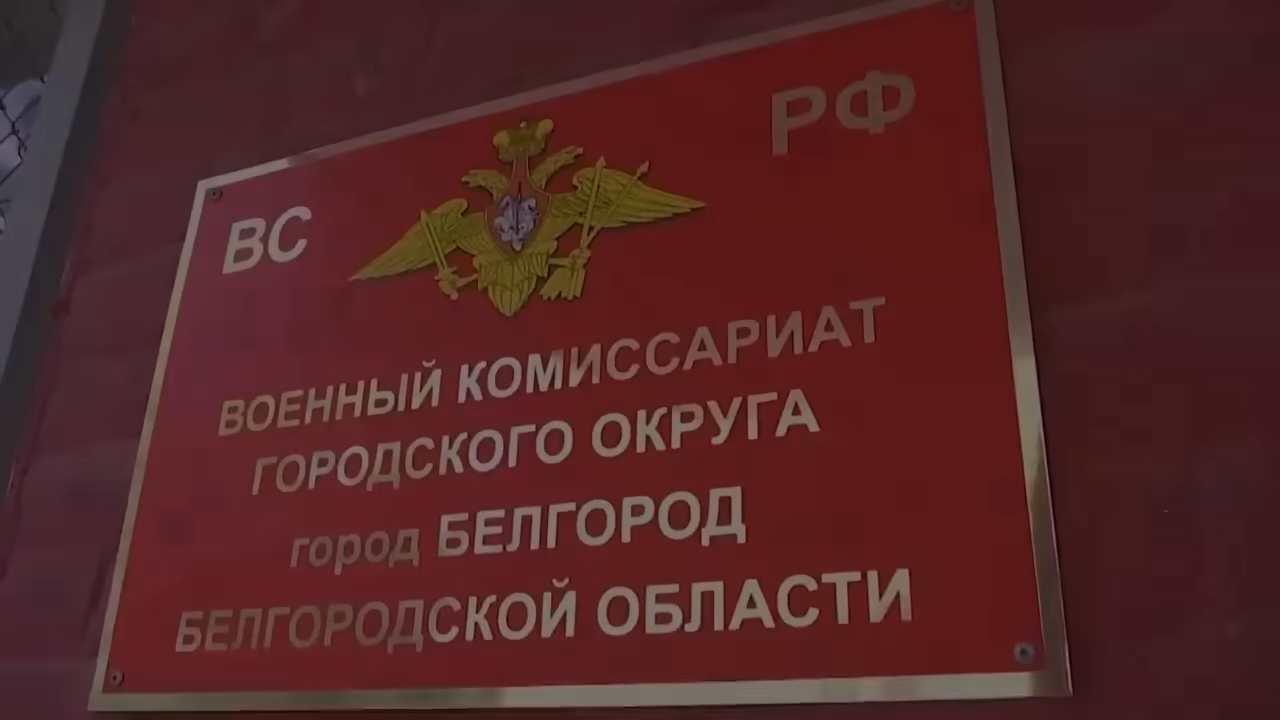 ВС РФ
ВОЕННЫЙ КОМИССАРИАТ
ГОРОДСКОГО ОКРУГА
город БЕЛГОРОД
БЕЛГОРОДСКОЙ ОБЛАСТИ